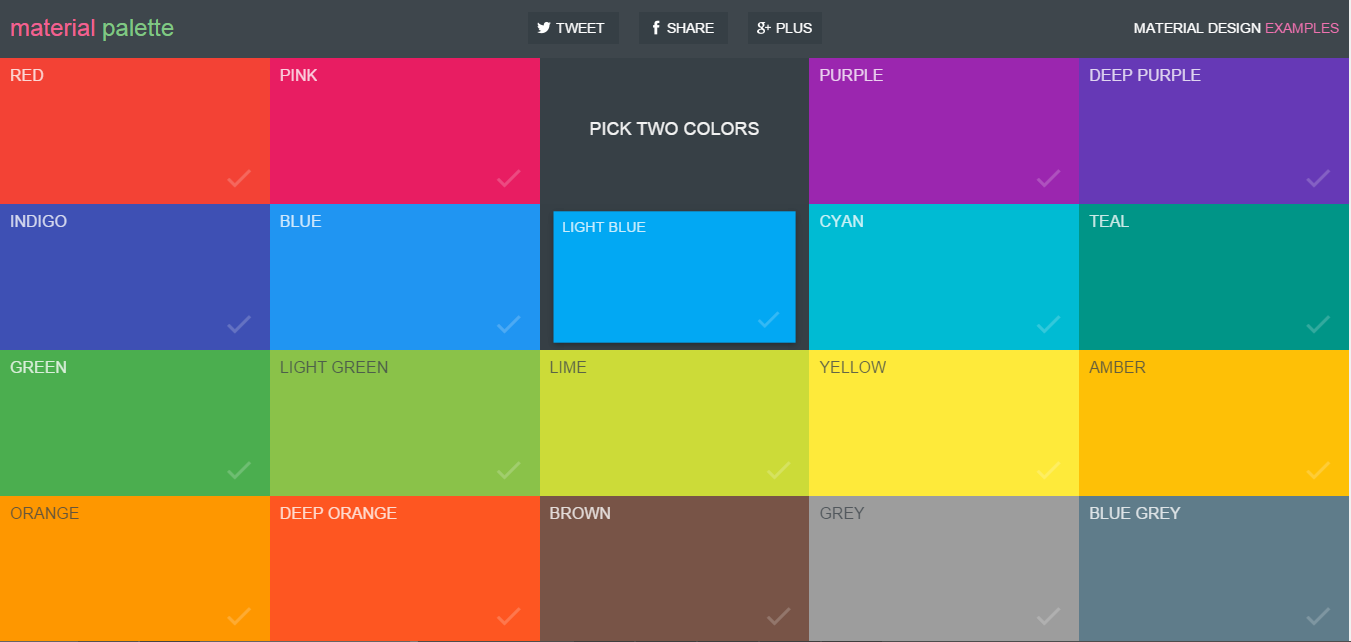 material palette
TWEET
SHARE
g+ PLUS
MATERIAL DESIGN EXAMPLES
RED
PINK
PICK TWO COLORS
PURPLE
DEEP PURPLE
INDIGO
BLUE
LIGHT BLUE
CYAN
TEAL
GREEN
LIGHT GREEN
LIME
YELLOW
AMBER
ORANGE
DEEP ORANGE
BROWN
GREY
BLUE GREY